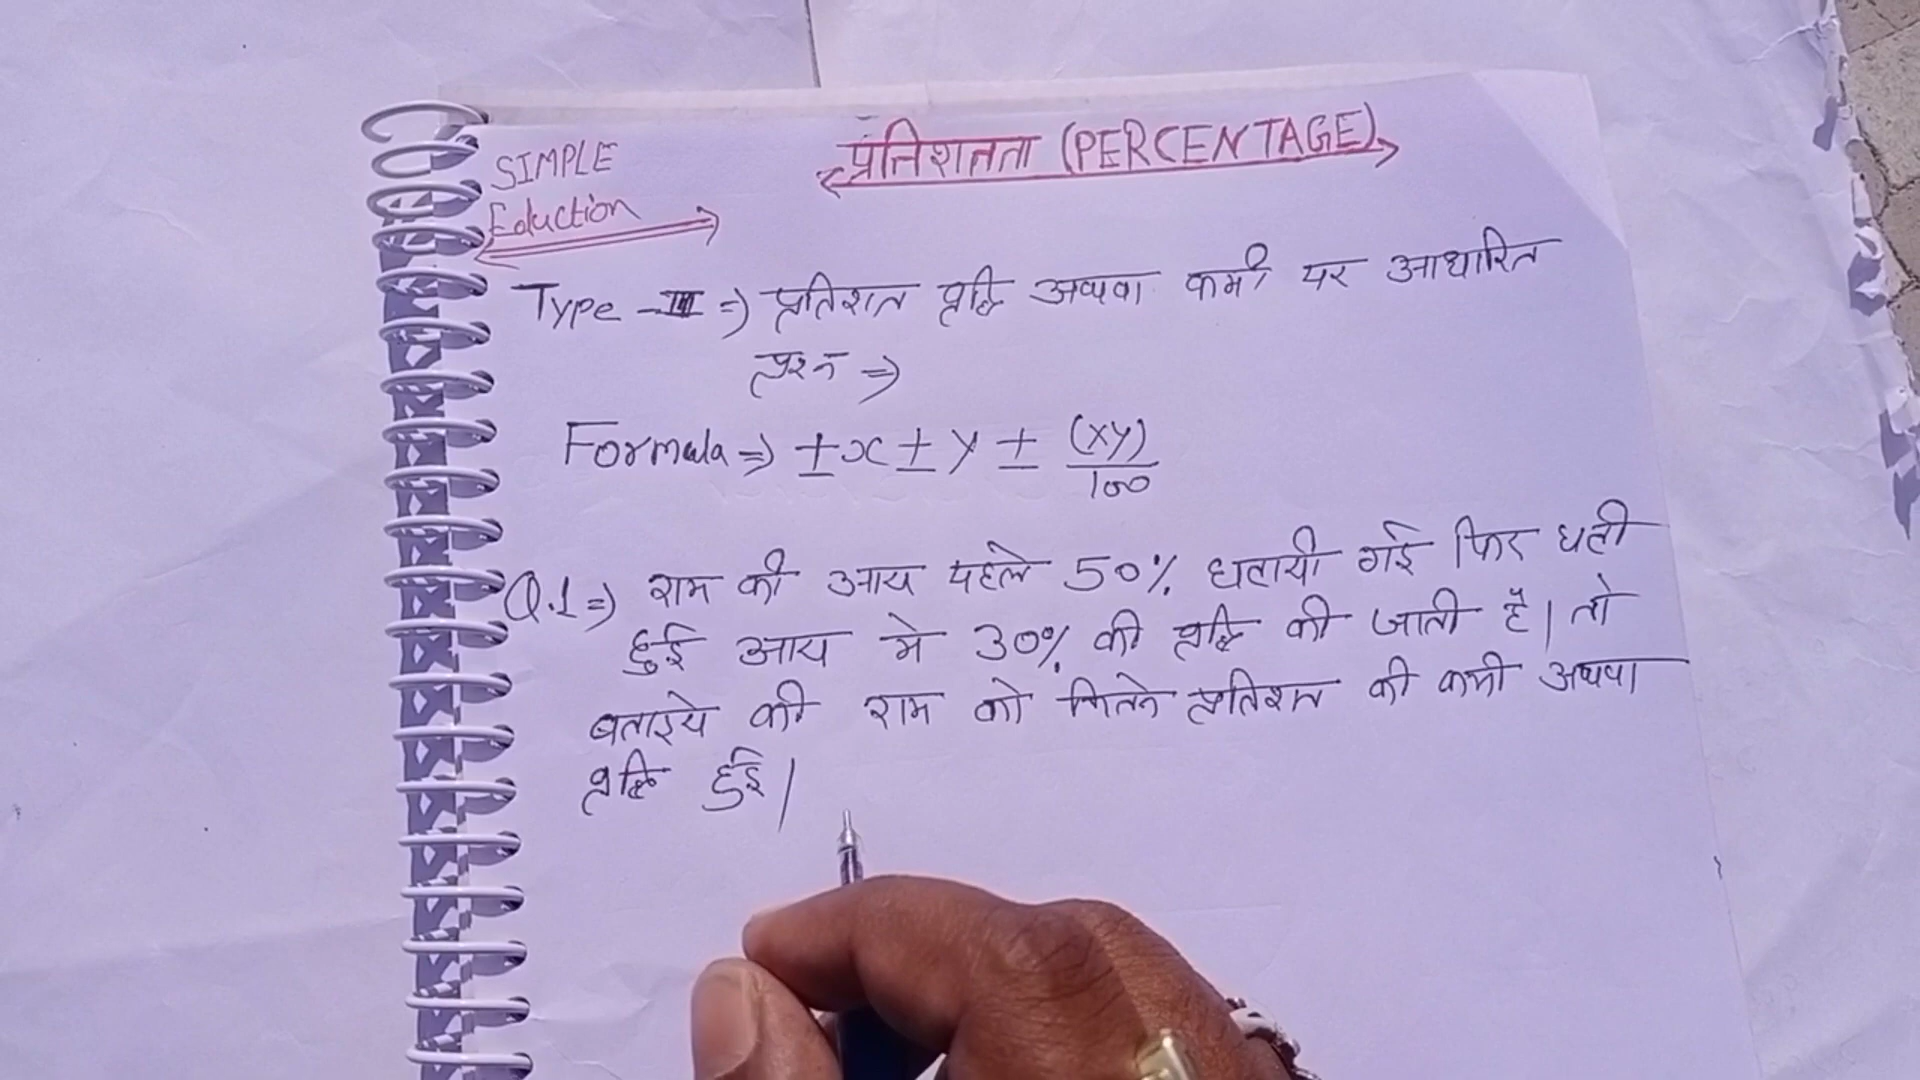 SIMPLE
Eduction
प्रतिशतता (PERCENTAGE)
Type - III => प्रतिशत वृद्धि अथवा कमी पर आधारित
प्रश्न =>
Formula => ± x ± y ± (xy)/100
Q.1 => राम की आय पहले 50% घटायी गई फिर घटी
हुई आय मे 30% की वृद्धि की जाती है। तो
बताइये की राम को कितने प्रतिशत की कमी अथवा
वृद्धि हुई।